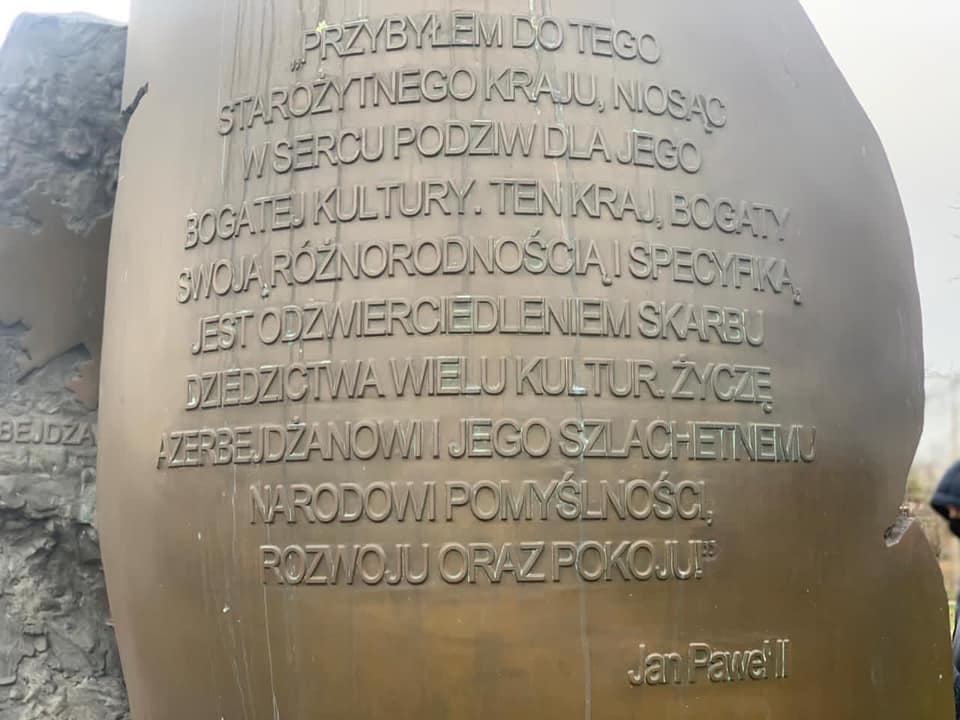 „PRZYBYŁEM DO TEGO
STAROŻYTNEGO KRAJU, NIOSĄC
W SERCU PODZIW DLA JEGO
BOGATEJ KULTURY. TEN KRAJ, BOGATY
SWOJĄ RÓŻNORODNOŚCIĄ I SPECYFIKĄ,
JEST ODZWIERCIEDLENIEM SKARBU
DZIEDZICTWA WIELU KULTUR. ŻYCZĘ
AZERBEJDŻANOWI I JEGO SZLACHETNEMU
NARODOWI POMYŚLNOŚCI,
ROZWOJU ORAZ POKOJU!”
Jan Paweł II
BEJDŻA